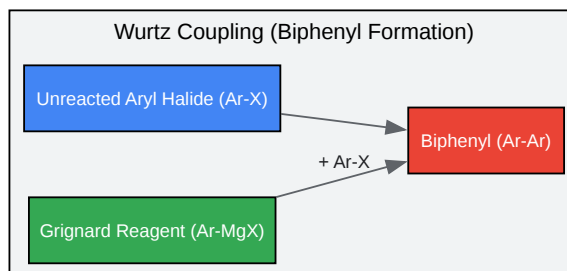 Wurtz Coupling (Biphenyl Formation)
Unreacted Aryl Halide (Ar-X)
Biphenyl (Ar-Ar)
+ Ar-X
Grignard Reagent (Ar-MgX)